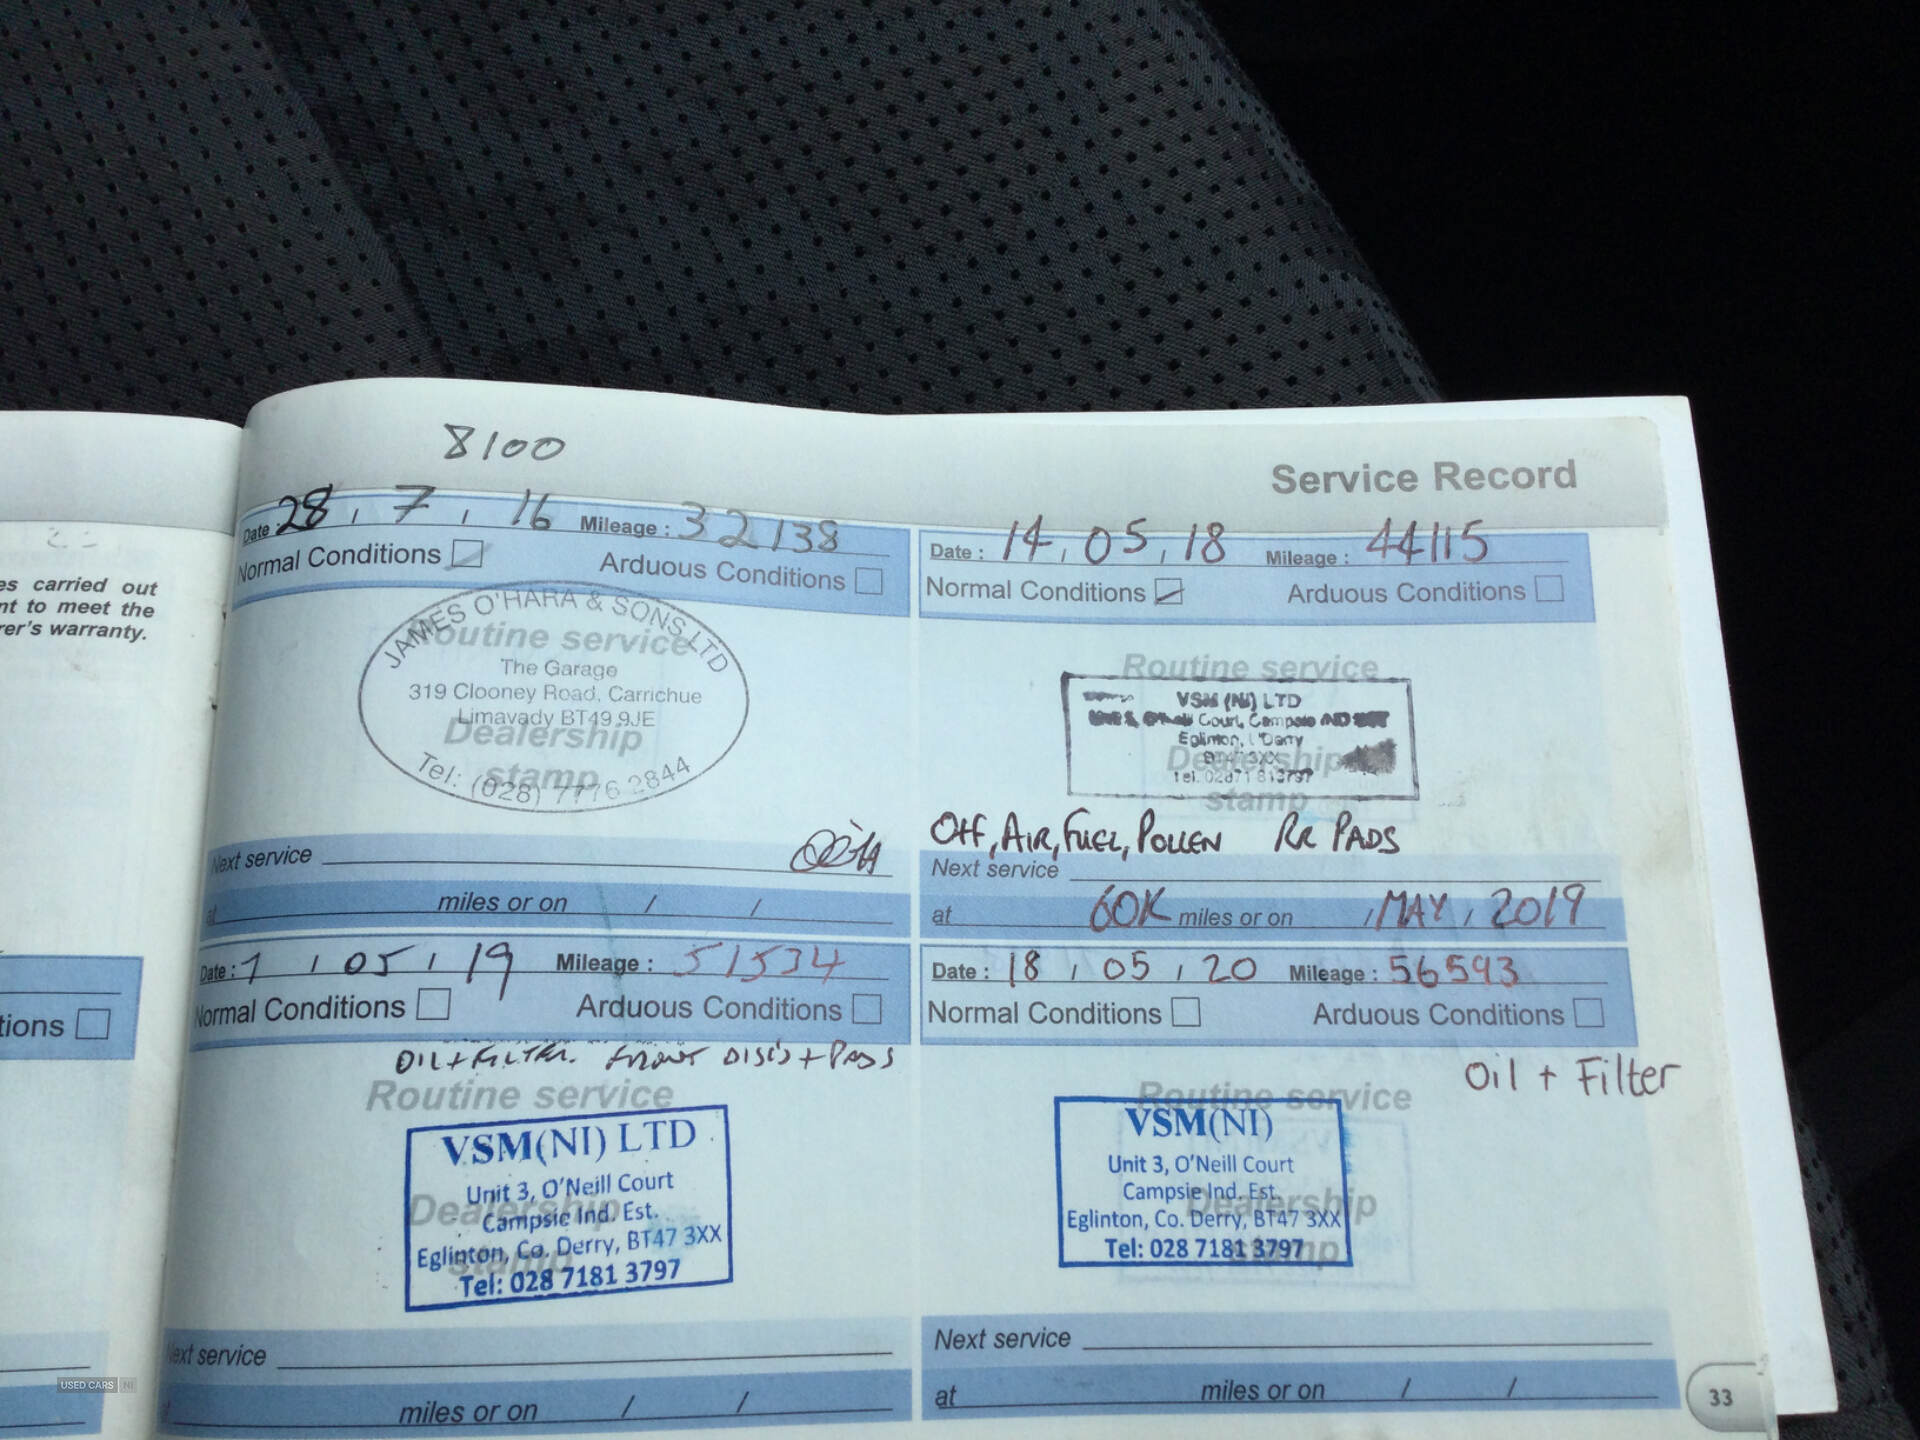 8100
Service Record
es carried out
nt to meet the
rer's warranty.
tions
Date : 28 / 7 / 16 Mileage : 32138
Normal Conditions Arduous Conditions
Routine service
Dealership
stamp
JAMES O'HARA & SONS LTD
The Garage
319 Clooney Road, Carrichue
Limavady BT49 9JE
Tel: (028) 7776 2844
Next service
at miles or on / /
Date : 14 / 05 / 18 Mileage : 44115
Normal Conditions Arduous Conditions
Routine service
Dealership
stamp
VSM (NI) LTD
Court, Campsie
Eglinton,
Tel. 02871 813797
AIR, FUEL, POLLEN RR PADS
Next service
at 60K miles or on / MAY / 2019
Date : 7 / 05 / 19 Mileage : 51534
Normal Conditions Arduous Conditions
OIL + FILTER. FRONT DISCS + PADS
Routine service
Dealership
stamp
VSM(NI) LTD
Unit 3, O'Neill Court
Campsie Ind. Est.
Eglinton, Co. Derry, BT47 3XX
Tel: 028 7181 3797
Next service
miles or on / /
Date : 18 / 05 / 20 Mileage : 56593
Normal Conditions Arduous Conditions
Oil + Filter
Routine service
Dealership
stamp
VSM(NI)
Unit 3, O'Neill Court
Campsie Ind. Est.
Eglinton, Co. Derry, BT47 3XX
Tel: 028 7181 3797
Next service
at miles or on / /
33
USED CARS NI